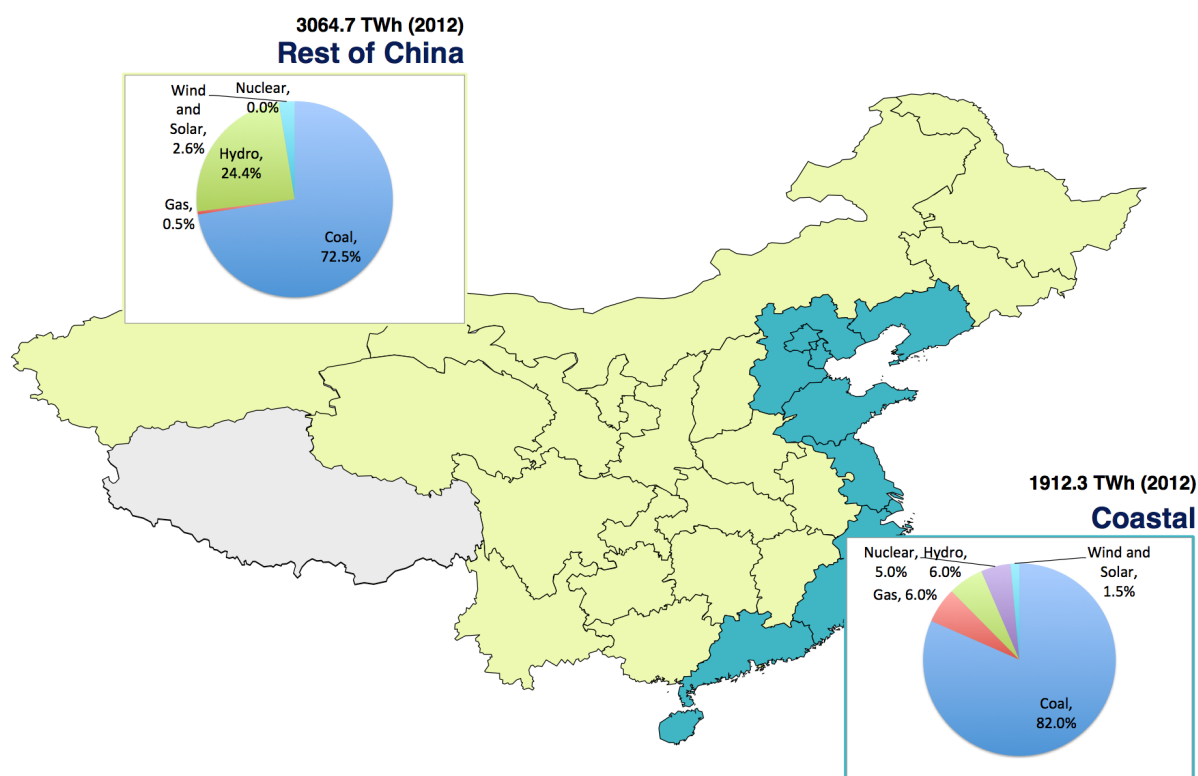 3064.7 TWh (2012)
Rest of China
Wind
and
Solar,
2.6%
Nuclear,
0.0%
Hydro,
24.4%
Gas,
0.5%
Coal,
72.5%
1912.3 TWh (2012)
Coastal
Nuclear,
5.0%
Hydro,
6.0%
Wind and
Solar,
1.5%
Gas, 6.0%
Coal,
82.0%